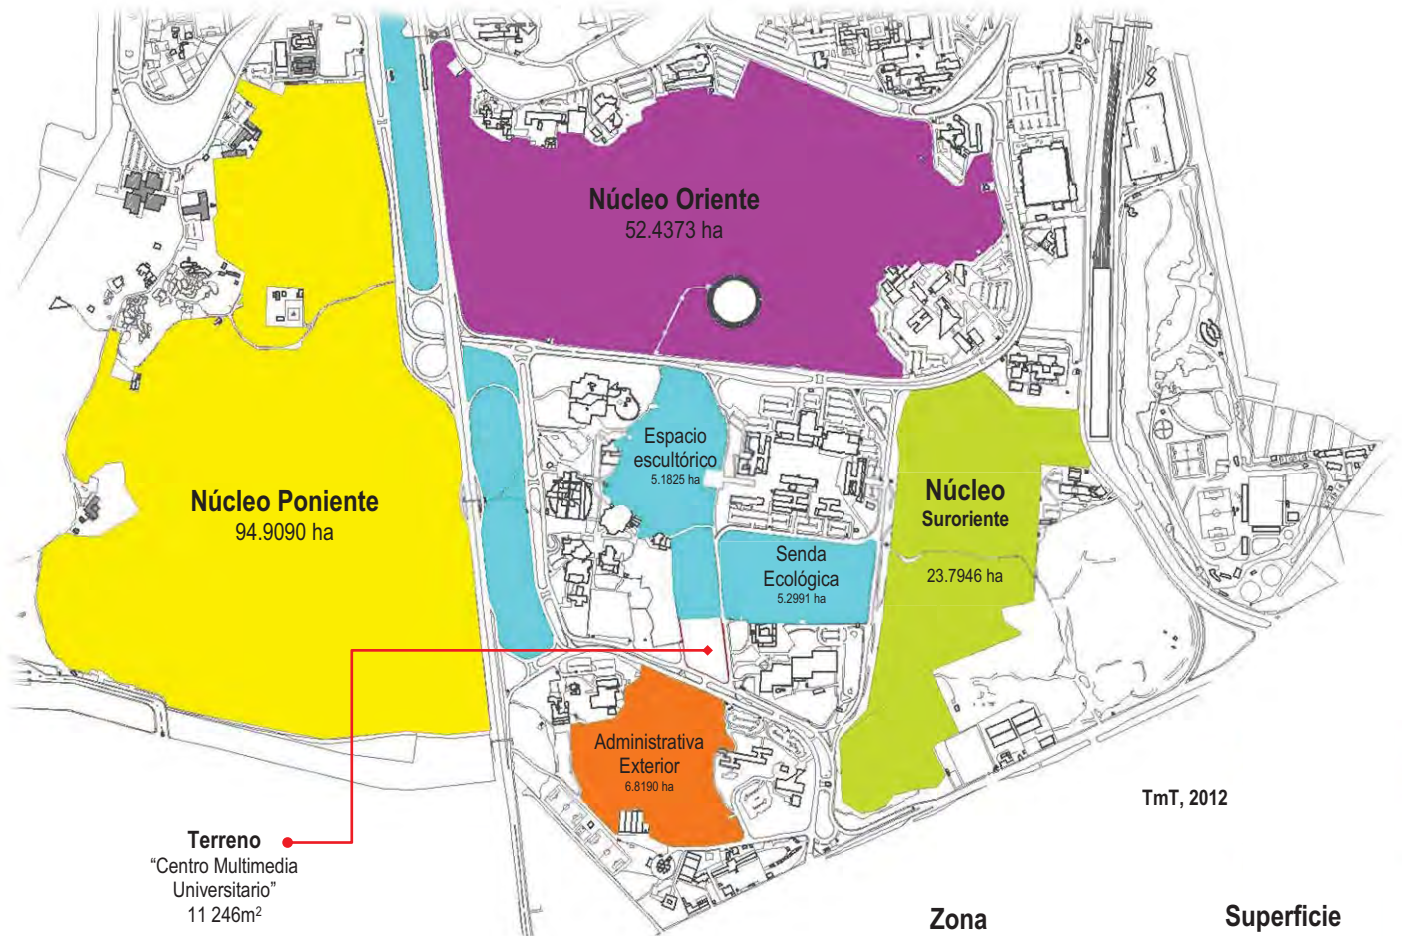 Núcleo Oriente
52.4373 ha
Espacio
escultórico
5.1825 ha
Núcleo Poniente
94.9090 ha
Núcleo
Suroriente
23.7946 ha
Senda
Ecológica
5.2991 ha
Administrativa
Exterior
6.8190 ha
TmT, 2012
Terreno
“Centro Multimedia
Universitario”
11 246m²
Zona
Superficie